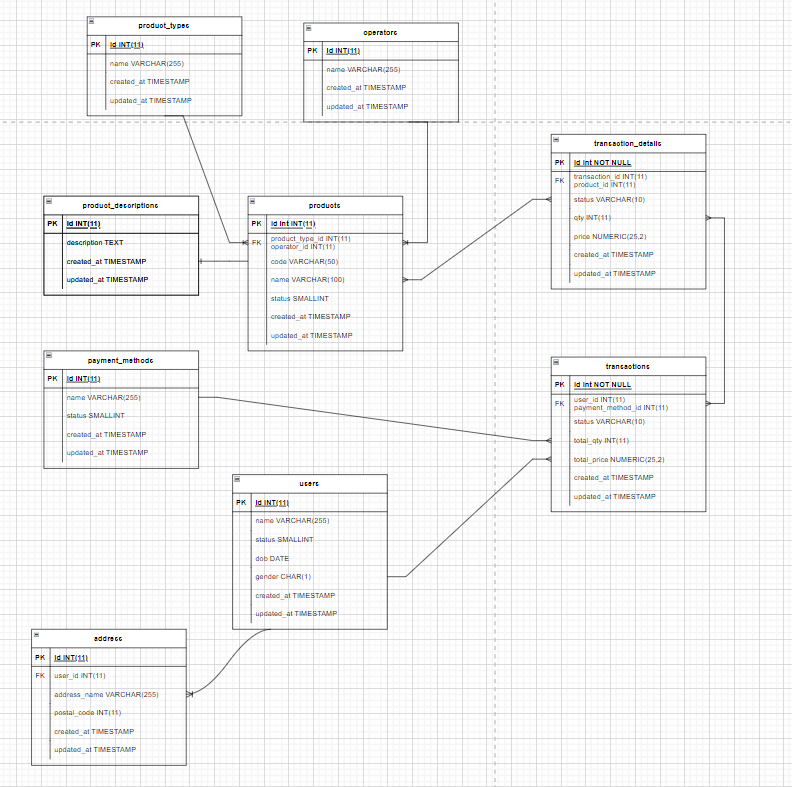 product_types
PK id INT(11)
name VARCHAR(255)
created_at TIMESTAMP
updated_at TIMESTAMP
operators
PK id INT(11)
name VARCHAR(255)
created_at TIMESTAMP
updated_at TIMESTAMP
transaction_details
PK id int NOT NULL
FK transaction_id INT(11)
product_id INT(11)
status VARCHAR(10)
qty INT(11)
price NUMERIC(25,2)
created_at TIMESTAMP
updated_at TIMESTAMP
product_descriptions
PK id INT(11)
description TEXT
created_at TIMESTAMP
updated_at TIMESTAMP
products
PK id int INT(11)
FK product_type_id INT(11)
operator_id INT(11)
code VARCHAR(50)
name VARCHAR(100)
status SMALLINT
created_at TIMESTAMP
updated_at TIMESTAMP
payment_methods
PK id INT(11)
name VARCHAR(255)
status SMALLINT
created_at TIMESTAMP
updated_at TIMESTAMP
transactions
PK id int NOT NULL
FK user_id INT(11)
payment_method_id INT(11)
status VARCHAR(10)
total_qty INT(11)
total_price NUMERIC(25,2)
created_at TIMESTAMP
updated_at TIMESTAMP
users
PK id INT(11)
name VARCHAR(255)
status SMALLINT
dob DATE
gender CHAR(1)
created_at TIMESTAMP
updated_at TIMESTAMP
address
PK id INT(11)
FK user_id INT(11)
address_name VARCHAR(255)
postal_code INT(11)
created_at TIMESTAMP
updated_at TIMESTAMP